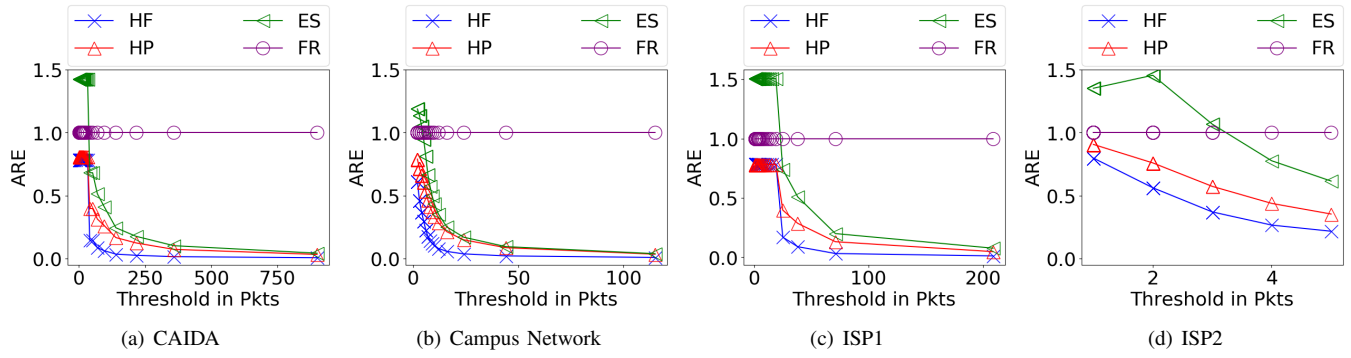 HF ES HF ES HF ES HF ES
HP FR HP FR HP FR HP FR
1.5 1.5 1.5 1.5
1.0 1.0 1.0 1.0
ARE ARE ARE ARE
0.5 0.5 0.5 0.5
0.0 0.0 0.0 0.0
0 250 500 750 0 50 100 0 100 200 2 4
Threshold in Pkts Threshold in Pkts Threshold in Pkts Threshold in Pkts
(a) CAIDA (b) Campus Network (c) ISP1 (d) ISP2